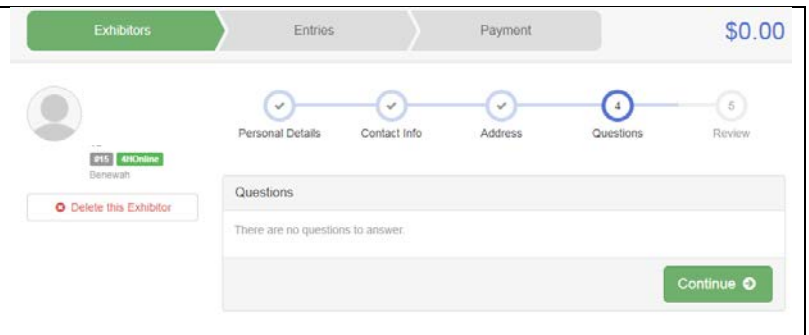 Exhibitors Entries Payment $0.00
4 5
Personal Details Contact Info Address Questions Review
#15 4HOnline
Benewah
Delete this Exhibitor
Questions
There are no questions to answer.
Continue